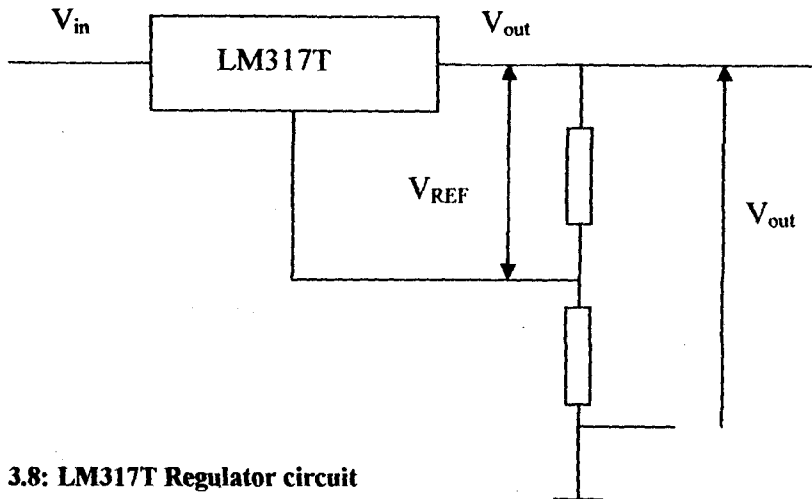 V_in
V_out
LM317T
V_REF
V_out
3.8: LM317T Regulator circuit